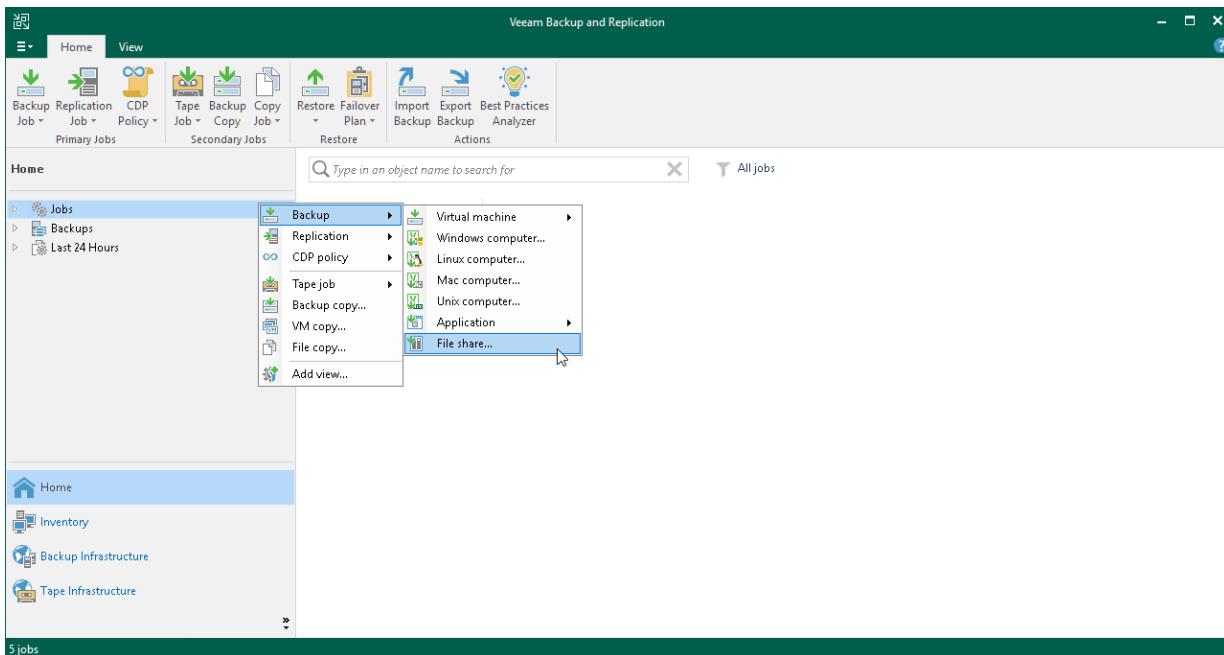 Veeam Backup and Replication
Home View
Backup Job Replication Job CDP Policy Tape Job Backup Copy Copy Job Restore Failover Plan Import Backup Export Backup Best Practices Analyzer
Primary Jobs Secondary Jobs Restore Actions
Home
Type in an object name to search for
All jobs
Jobs
Backups
Last 24 Hours
Backup
Replication
CDP policy
Tape job
Backup copy...
VM copy...
File copy...
Add view...
Virtual machine
Windows computer...
Linux computer...
Mac computer...
Unix computer...
Application
File share...
Home
Inventory
Backup Infrastructure
Tape Infrastructure
5 jobs